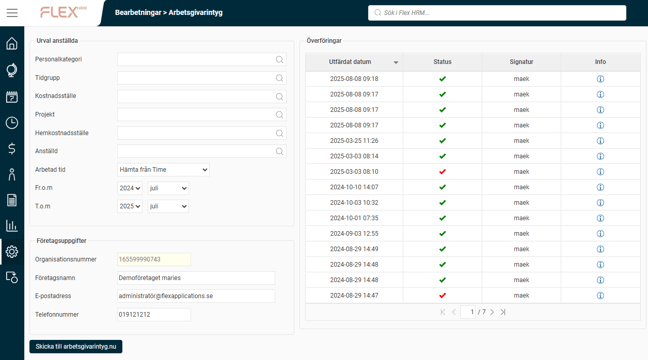 FLEX HRM
Bearbetningar > Arbetsgivarintyg
Sök i Flex HRM...
Urval anställda
Personalkategori
Tidgrupp
Kostnadsställe
Projekt
Hemkostnadsställe
Anställd
Arbetad tid Hämta från Time
Fr.o.m 2024 juli
T.o.m 2025 juli
Företagsuppgifter
Organisationsnummer 165599990743
Företagsnamn Demoföretaget maries
E-postadress administratör@flexapplications.se
Telefonnummer 019121212
Skicka till arbetsgivarintyg.nu
Överföringar
Utfärdat datum Status Signatur Info
2025-08-08 09:18 maek
2025-08-08 09:17 maek
2025-08-08 09:17 maek
2025-08-08 09:17 maek
2025-03-25 11:26 maek
2025-03-03 08:14 maek
2025-03-03 08:10 maek
2024-10-10 14:07 maek
2024-10-03 10:32 maek
2024-10-01 07:35 maek
2024-09-03 12:55 maek
2024-08-29 14:49 maek
2024-08-29 14:48 maek
2024-08-29 14:48 maek
2024-08-29 14:47 maek
1 / 7